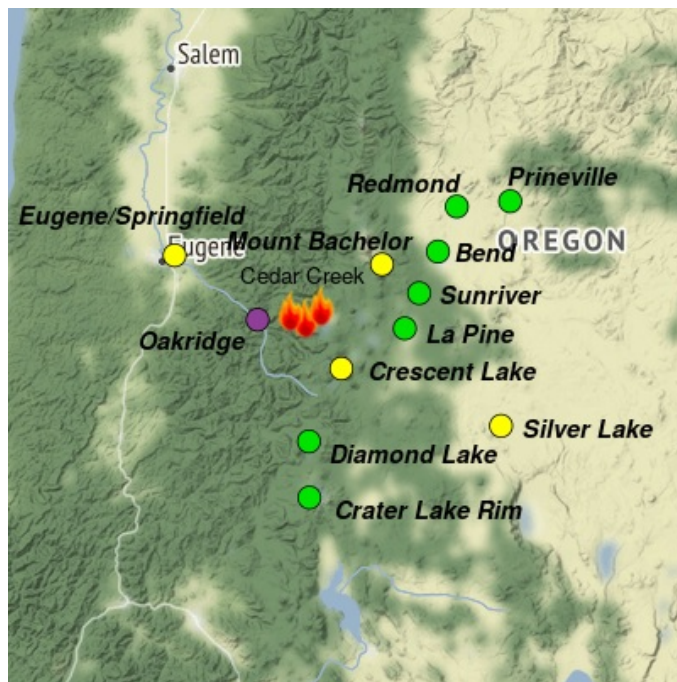 Salem
Redmond
Prineville
Eugene/Springfield
Eugene
Mount Bachelor
OREGON
Bend
Cedar Creek
Sunriver
Oakridge
La Pine
Crescent Lake
Silver Lake
Diamond Lake
Crater Lake Rim